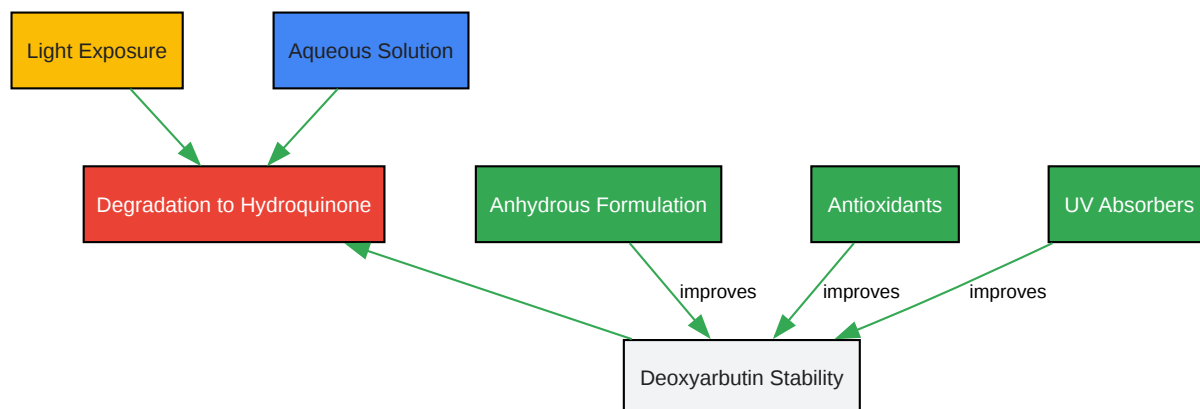 Light Exposure
Aqueous Solution
Degradation to Hydroquinone
Anhydrous Formulation
Antioxidants
UV Absorbers
improves
improves
improves
Deoxyarbutin Stability